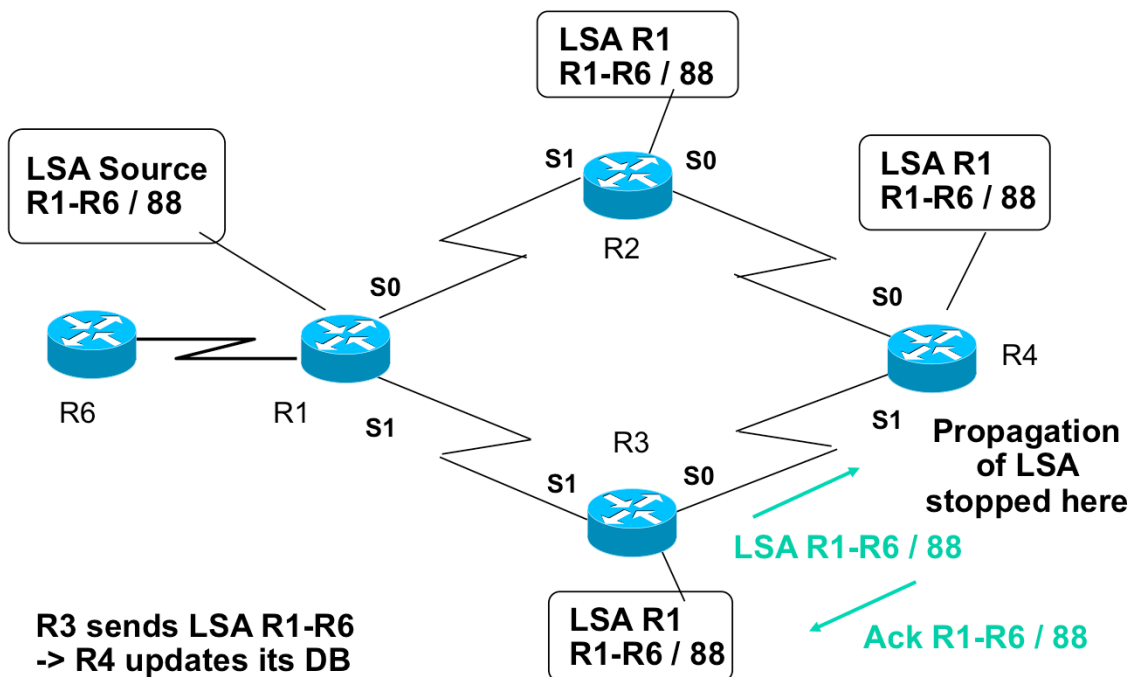 LSA R1
R1-R6 / 88
LSA Source
R1-R6 / 88
S1
S0
LSA R1
R1-R6 / 88
R2
S0
S0
R6
R1
R4
S1
R3
S1
Propagation
of LSA
stopped here
S1
S0
LSA R1-R6 / 88
LSA R1
R1-R6 / 88
Ack R1-R6 / 88
R3 sends LSA R1-R6
-> R4 updates its DB